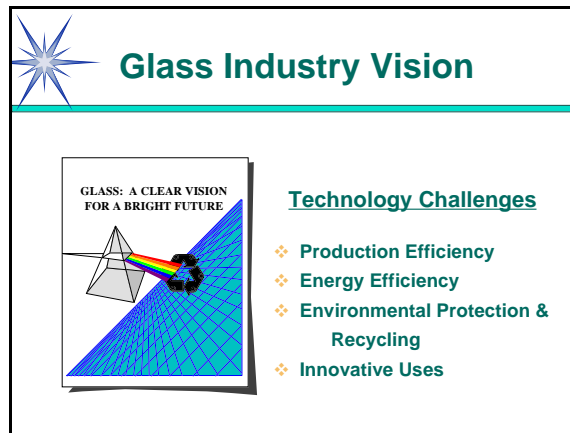 Glass Industry Vision
GLASS: A CLEAR VISION
FOR A BRIGHT FUTURE
Technology Challenges
Production Efficiency
Energy Efficiency
Environmental Protection &
Recycling
Innovative Uses